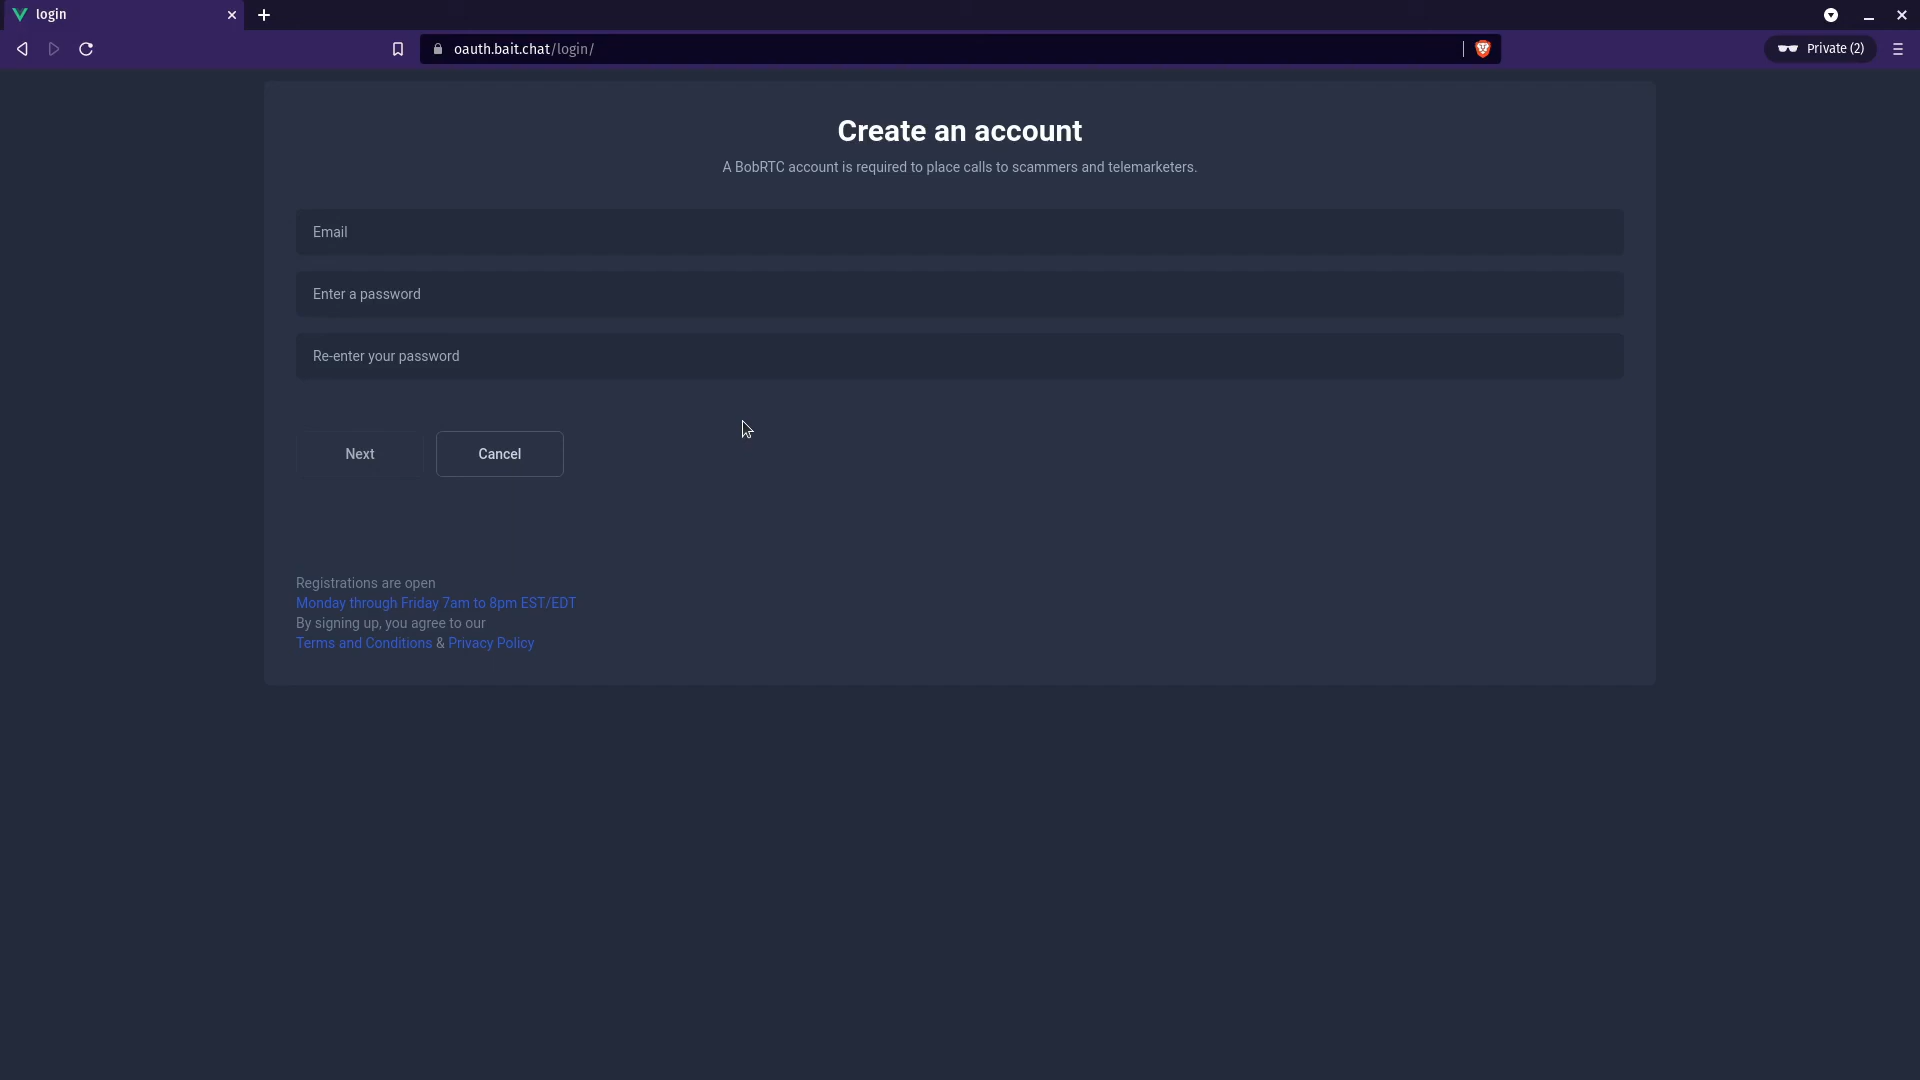 login
oauth.bait.chat/login/
Private (2)
Create an account
A BobRTC account is required to place calls to scammers and telemarketers.
Email
Enter a password
Re-enter your password
Next
Cancel
Registrations are open
Monday through Friday 7am to 8pm EST/EDT
By signing up, you agree to our
Terms and Conditions & Privacy Policy